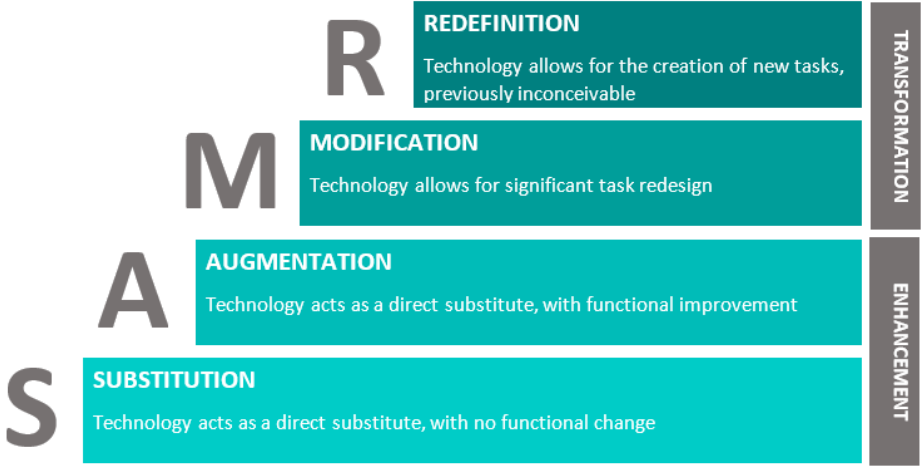 R
REDEFINITION
Technology allows for the creation of new tasks,
previously inconceivable
M
MODIFICATION
Technology allows for significant task redesign
TRANSFORMATION
A
AUGMENTATION
Technology acts as a direct substitute, with functional improvement
S
SUBSTITUTION
Technology acts as a direct substitute, with no functional change
ENHANCEMENT